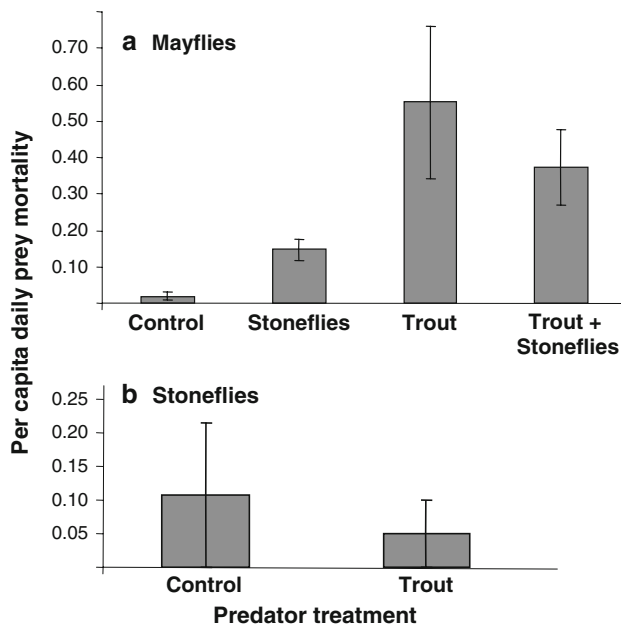 Per capita daily prey mortality
a Mayflies
0.70
0.60
0.50
0.40
0.30
0.20
0.10
Control Stoneflies Trout Trout +
Stoneflies
b Stoneflies
0.25
0.20
0.15
0.10
0.05
Control Trout
Predator treatment